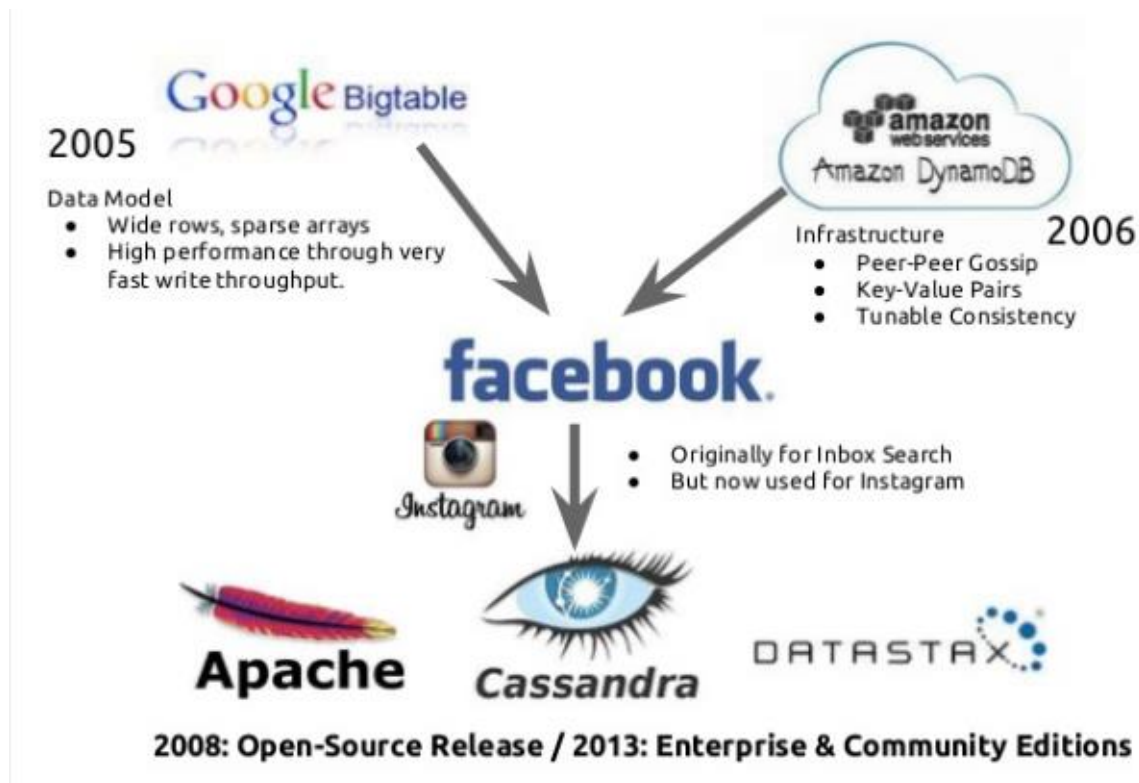 Google Bigtable
2005
Data Model
● Wide rows, sparse arrays
● High performance through very
fast write throughput.
amazon
webservices
Amazon DynamoDB
2006
Infrastructure
● Peer-Peer Gossip
● Key-Value Pairs
● Tunable Consistency
facebook.
Instagram
● Originally for Inbox Search
● But now used for Instagram
Apache
Cassandra
DATASTAX
2008: Open-Source Release / 2013: Enterprise & Community Editions